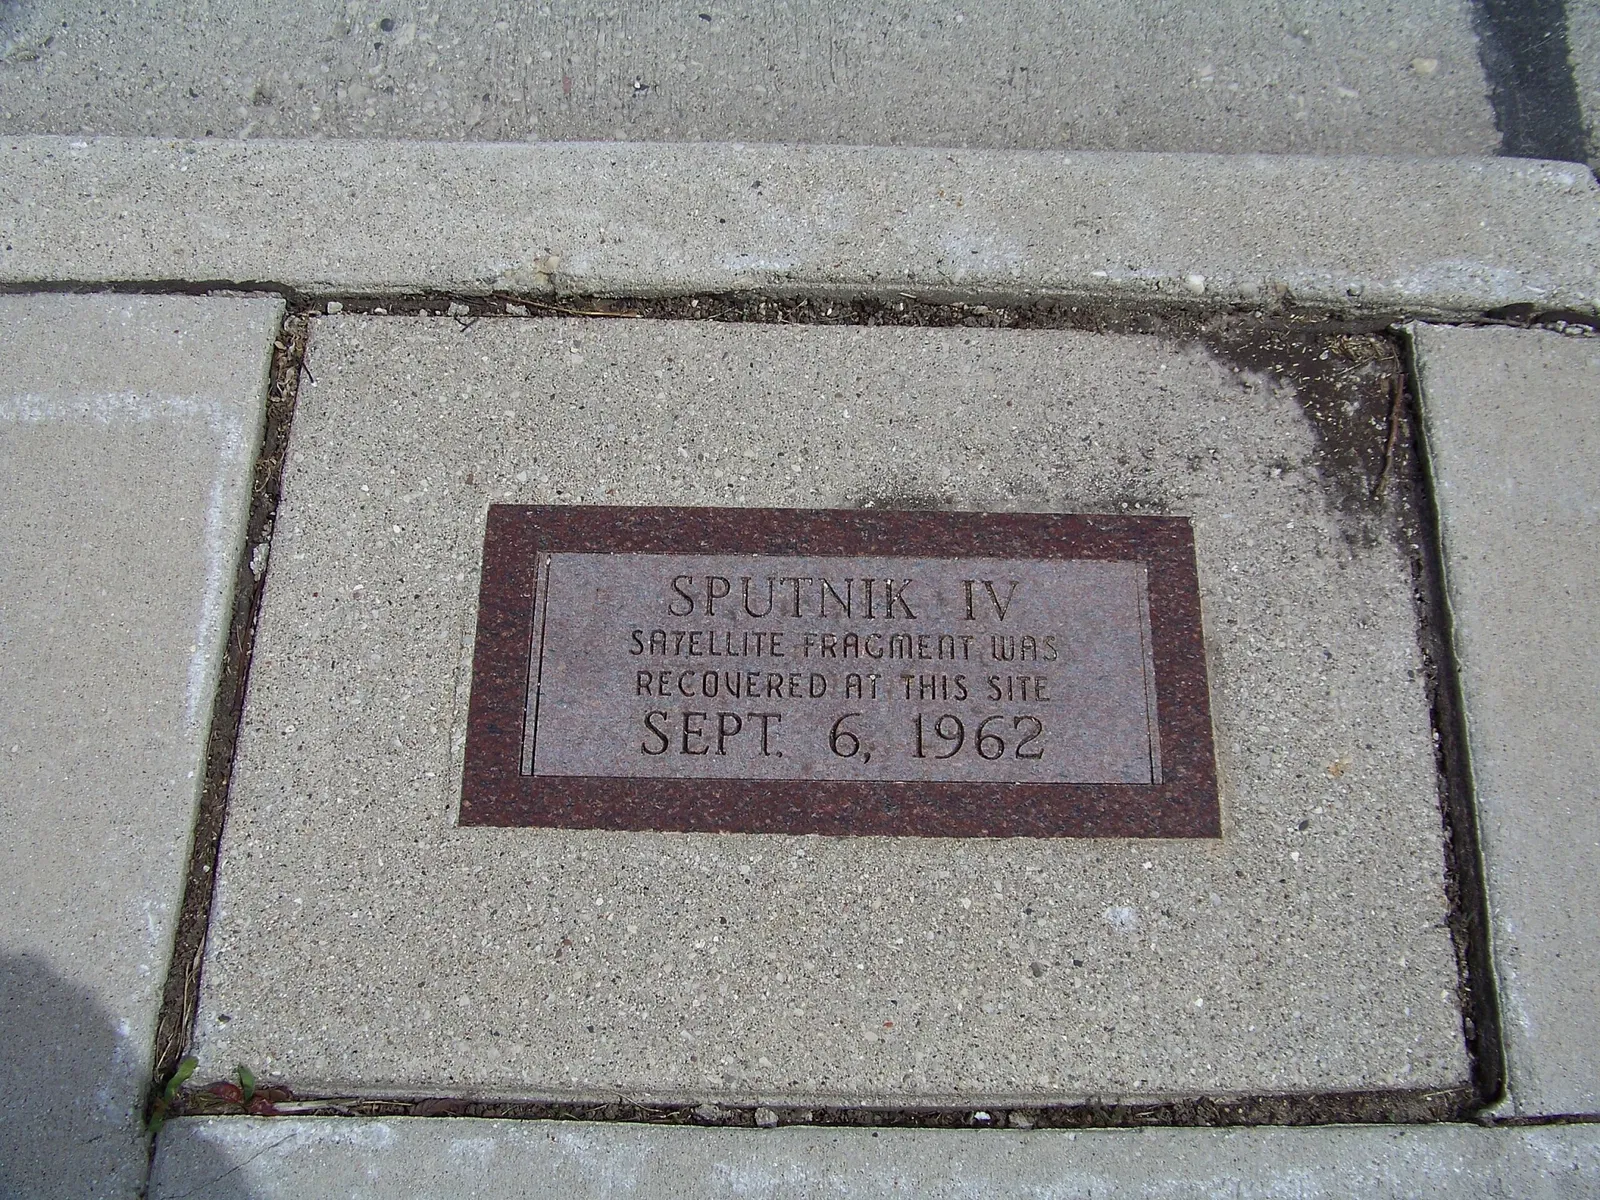 SPUTNIK IV
SATELLITE FRAGMENT WAS
RECOVERED AT THIS SITE
SEPT. 6, 1962